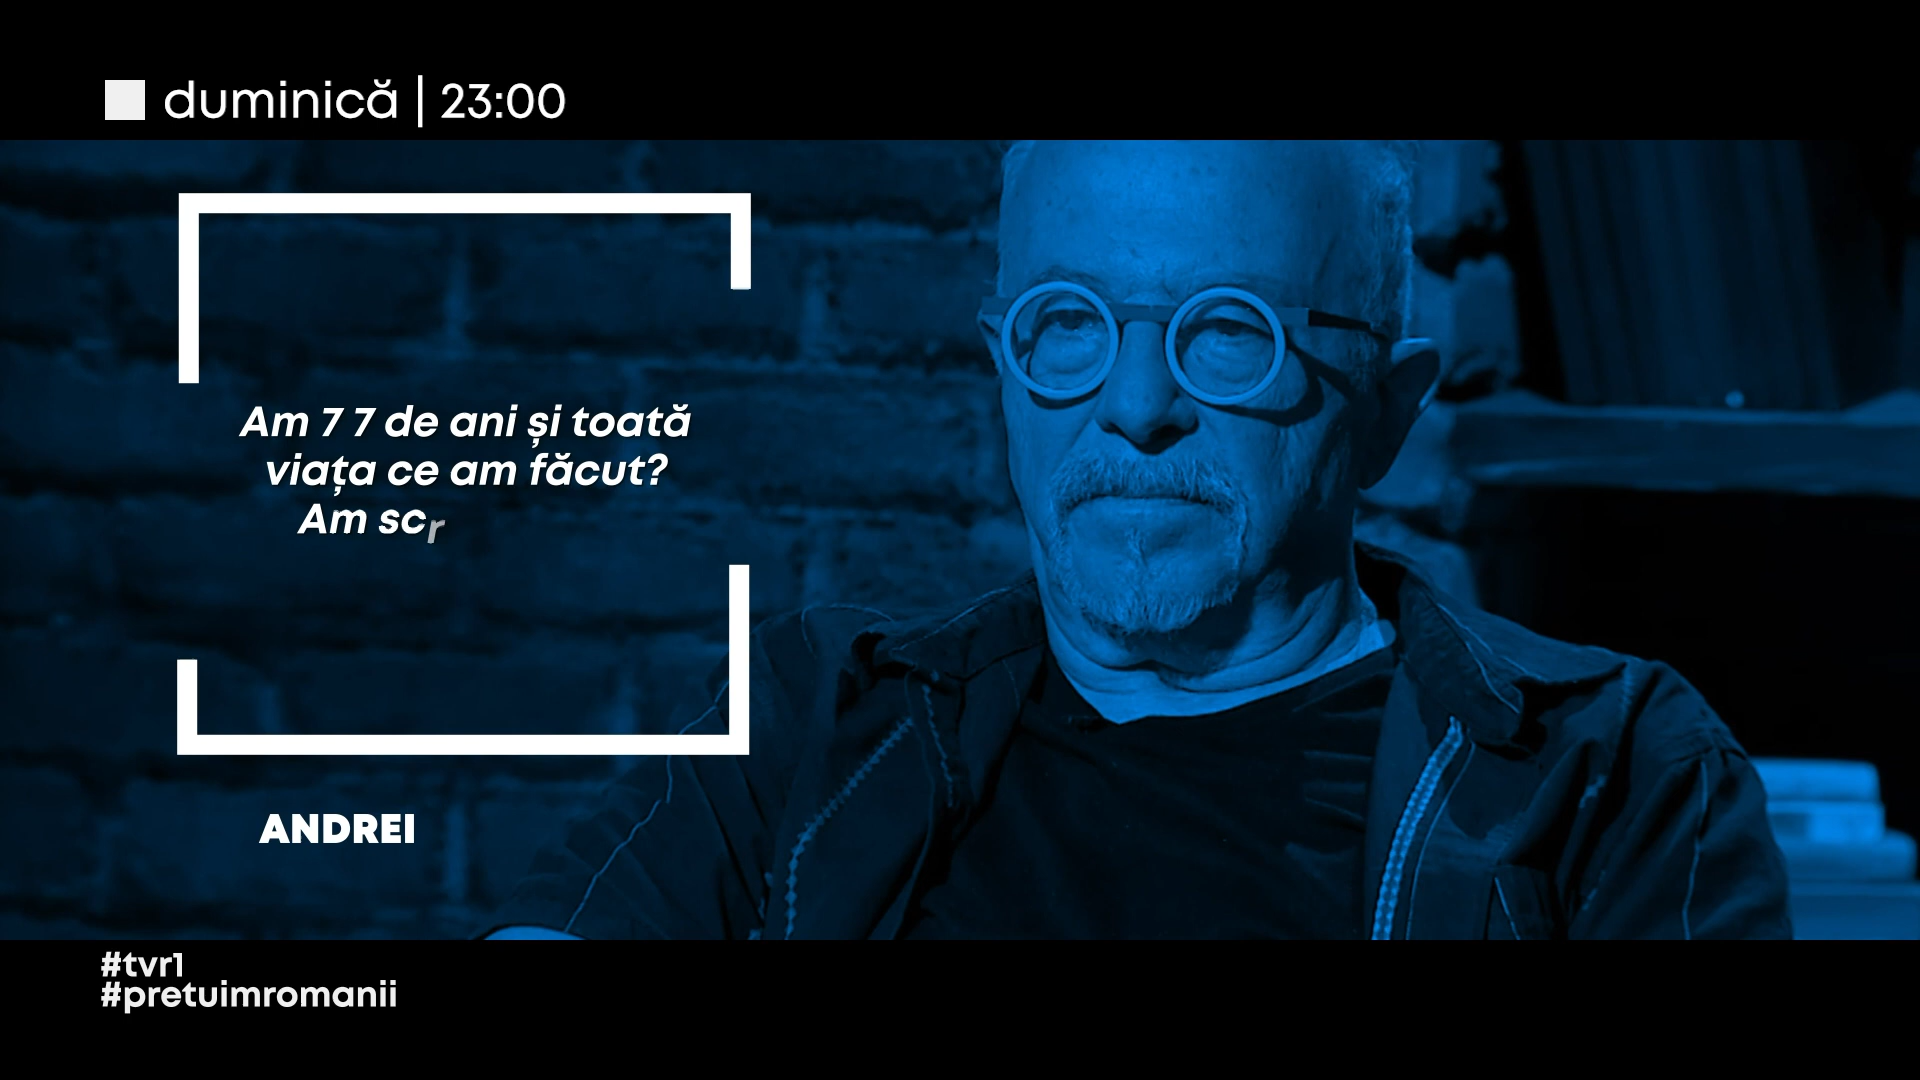 duminică | 23:00
Am 77 de ani și toată
viața ce am făcut?
Am scr
ANDREI
#tvr1
#pretuimromanii